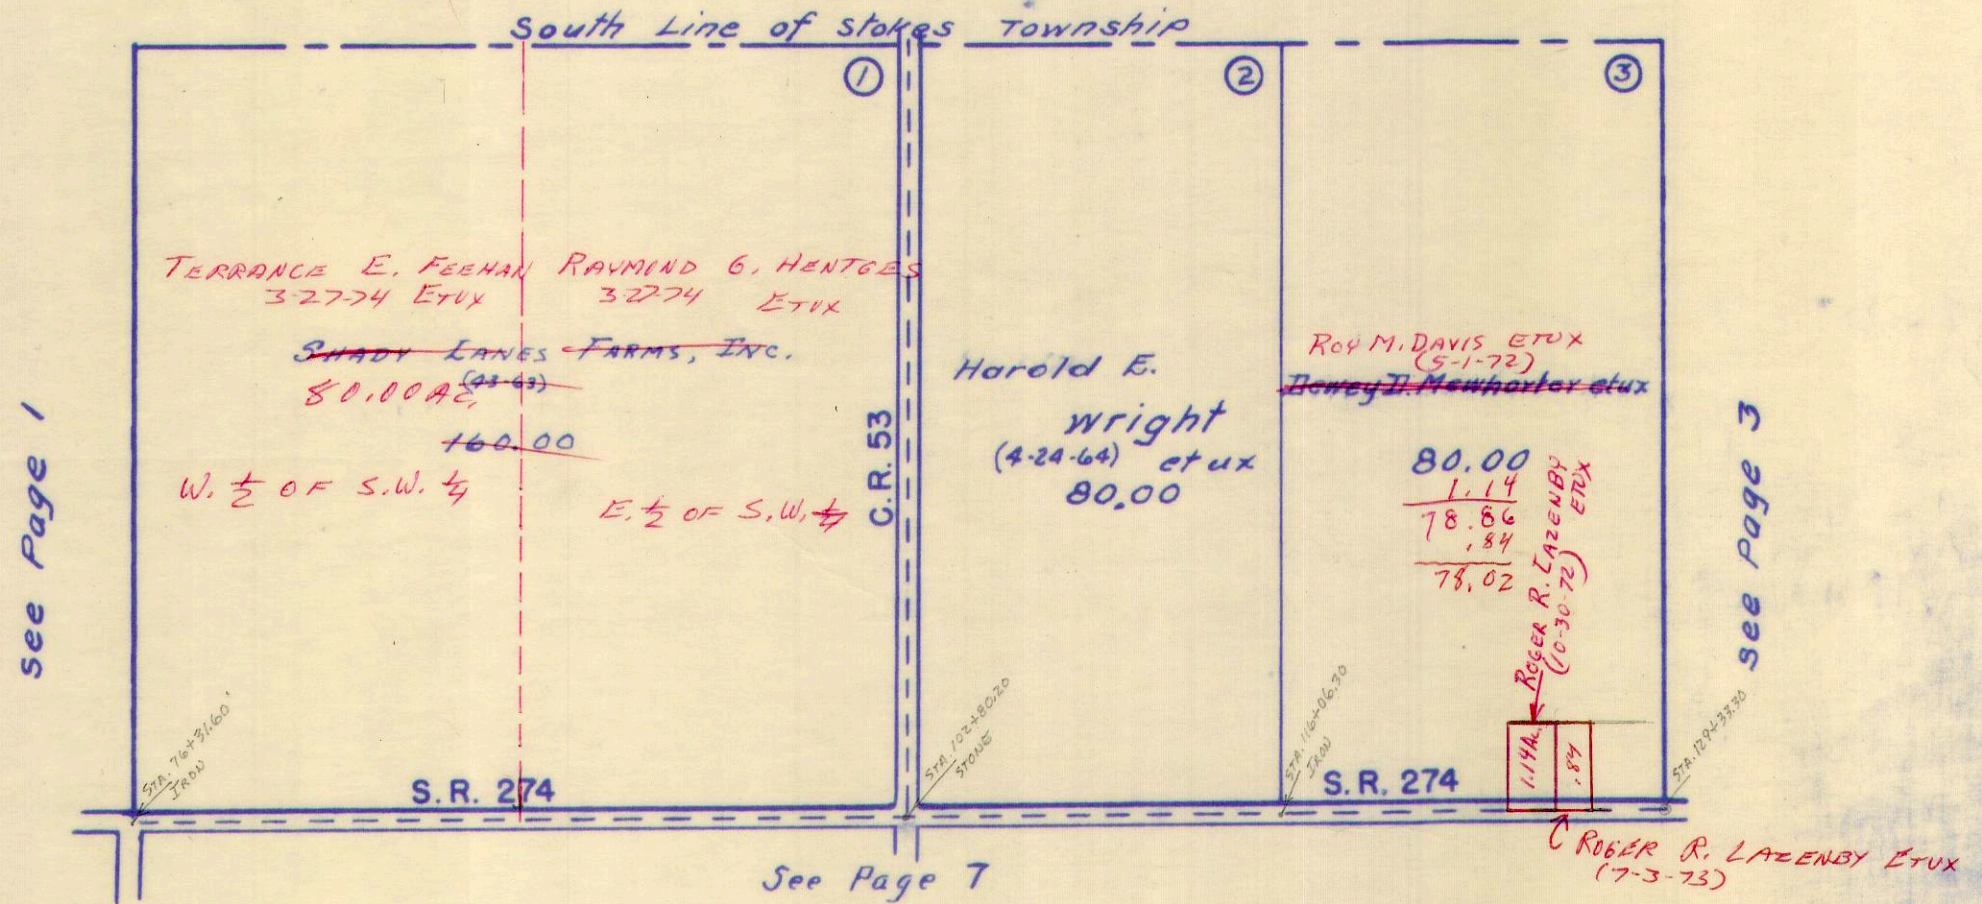 South Line of Stokes Township
1
2
3
TERRANCE E. FEEHAN
3-27-74 ETUX
RAYMOND G. HENTGES
3-27-74 ETUX
SHADY LANES FARMS, INC.
80.00 AC.
160.00
W. 1/2 OF S.W. 1/4
E. 1/2 OF S.W. 1/4
C.R. 53
Harold E.
Wright
(4-24-64) et ux
80.00
ROY M. DAVIS ETUX
(5-1-72)
Dewey D. Mewhorter etux
80.00
1.14
78.86
.84
78.02
ROGER R. LAZENBY
ETUX
(10-30-72)
1.14Ac.
.84
ROGER R. LAZENBY ETUX
(7-3-73)
see Page 1
see Page 3
STA. 76+31.60
IRON
STA. 102+80.20
STONE
STA. 116+06.30
IRON
STA. 129+33.30
S.R. 274
S.R. 274
See Page 7